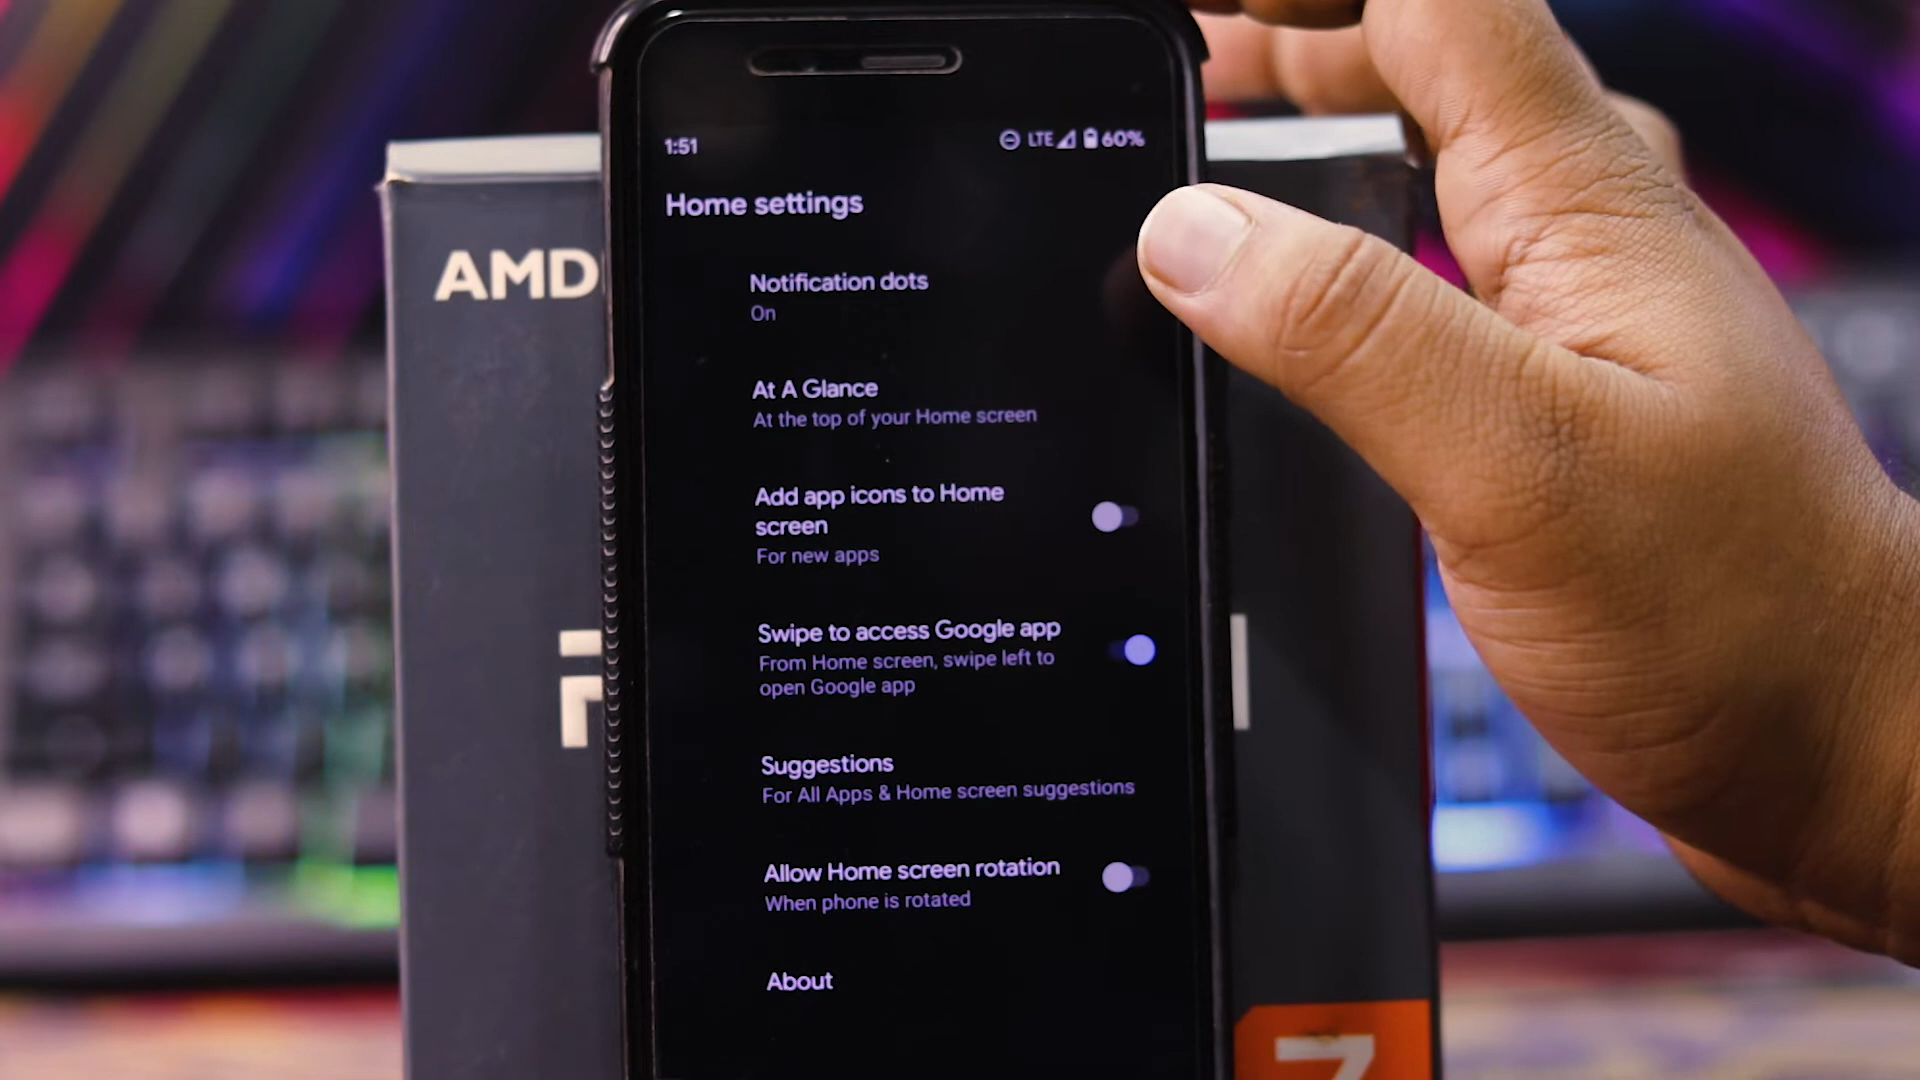 1:51
LTE 60%
Home settings
AMD
Notification dots
On
At A Glance
At the top of your Home screen
Add app icons to Home
screen
For new apps
Swipe to access Google app
From Home screen, swipe left to
open Google app
Suggestions
For All Apps & Home screen suggestions
Allow Home screen rotation
When phone is rotated
About
7